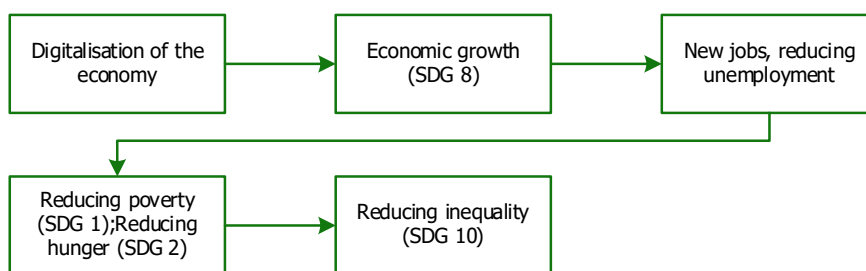 Digitalisation of the
economy
Economic growth
(SDG 8)
New jobs, reducing
unemployment
Reducing poverty
(SDG 1);Reducing
hunger (SDG 2)
Reducing inequality
(SDG 10)